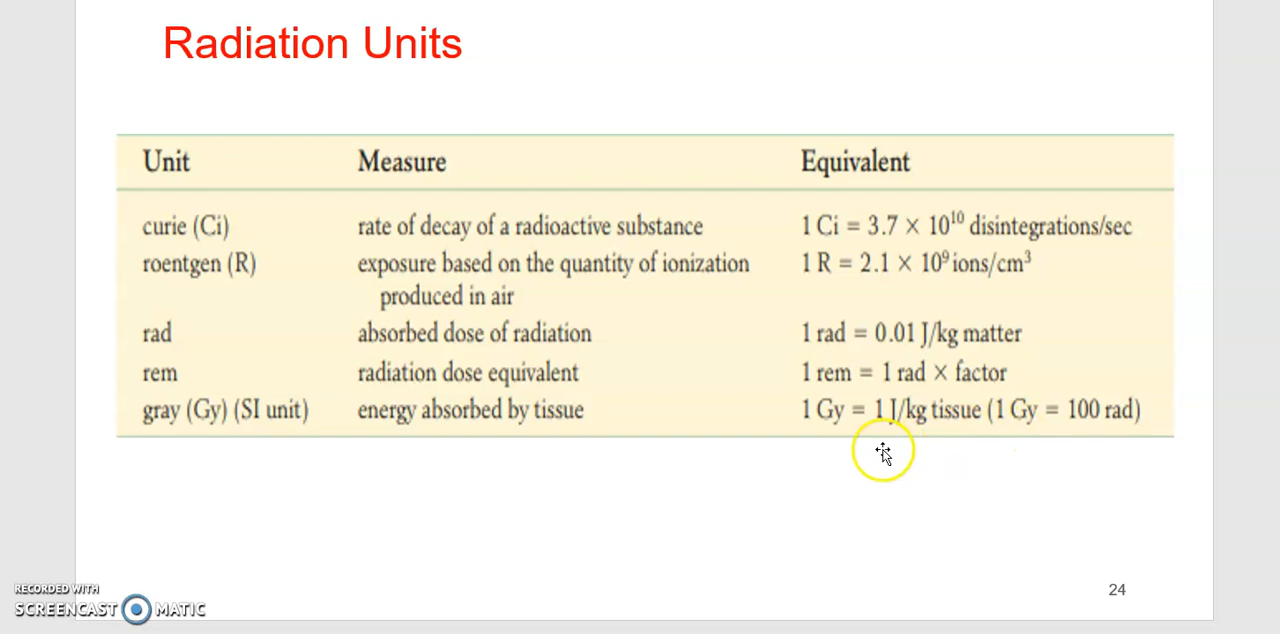 Radiation Units
Unit Measure Equivalent
curie (Ci) rate of decay of a radioactive substance 1 Ci = 3.7 × 10¹⁰ disintegrations/sec
roentgen (R) exposure based on the quantity of ionization 1 R = 2.1 × 10⁹ ions/cm³
produced in air
rad absorbed dose of radiation 1 rad = 0.01 J/kg matter
rem radiation dose equivalent 1 rem = 1 rad × factor
gray (Gy) (SI unit) energy absorbed by tissue 1 Gy = 1 J/kg tissue (1 Gy = 100 rad)
24
RECORDED WITH
SCREENCAST MATIC